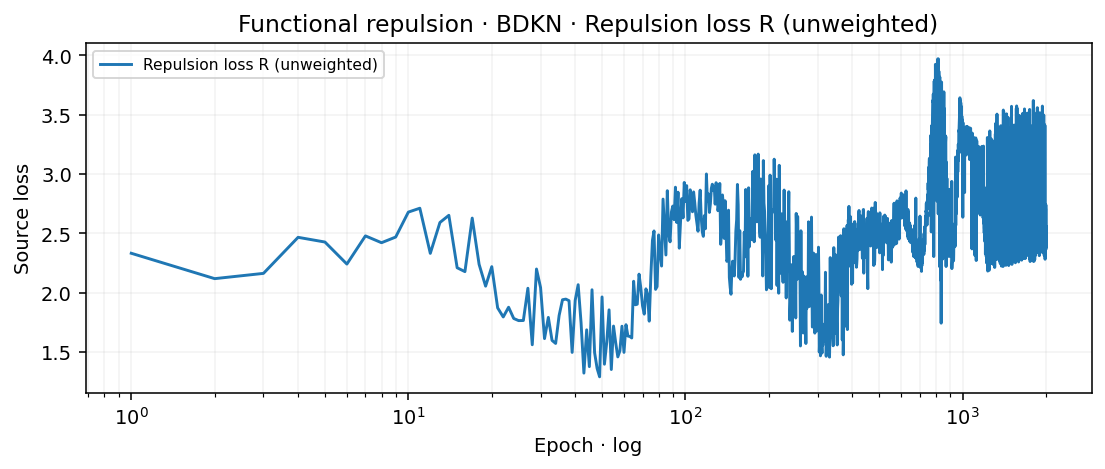 Functional repulsion · BDKN · Repulsion loss R (unweighted)
Repulsion loss R (unweighted)
Source loss
4.0
3.5
3.0
2.5
2.0
1.5
10⁰ 10¹ 10² 10³
Epoch · log